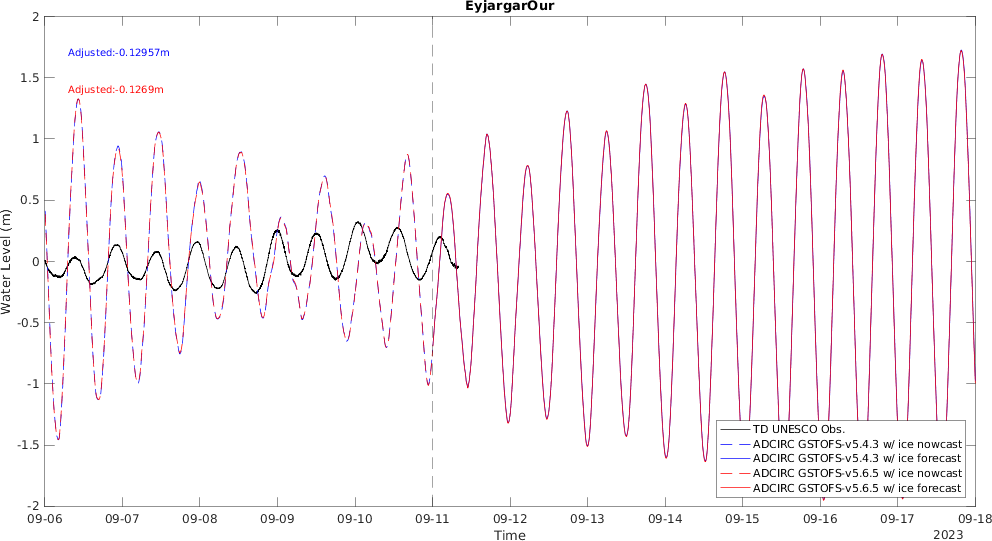 EyjargarOur
Adjusted:-0.12957m
Adjusted:-0.1269m
2
1.5
1
0.5
0
-0.5
-1
-1.5
-2
Water Level (m)
TD UNESCO Obs.
ADCIRC GSTOFS-v5.4.3 w/ ice nowcast
ADCIRC GSTOFS-v5.4.3 w/ ice forecast
ADCIRC GSTOFS-v5.6.5 w/ ice nowcast
ADCIRC GSTOFS-v5.6.5 w/ ice forecast
09-06 09-07 09-08 09-09 09-10 09-11 09-12 09-13 09-14 09-15 09-16 09-17 09-18
Time
2023